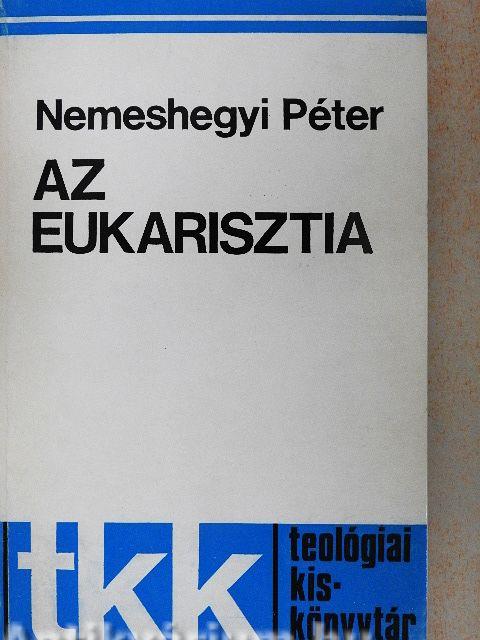 Nemeshegyi Péter
AZ
EUKARISZTIA
tkk
teológiai
kis-
könyvtár